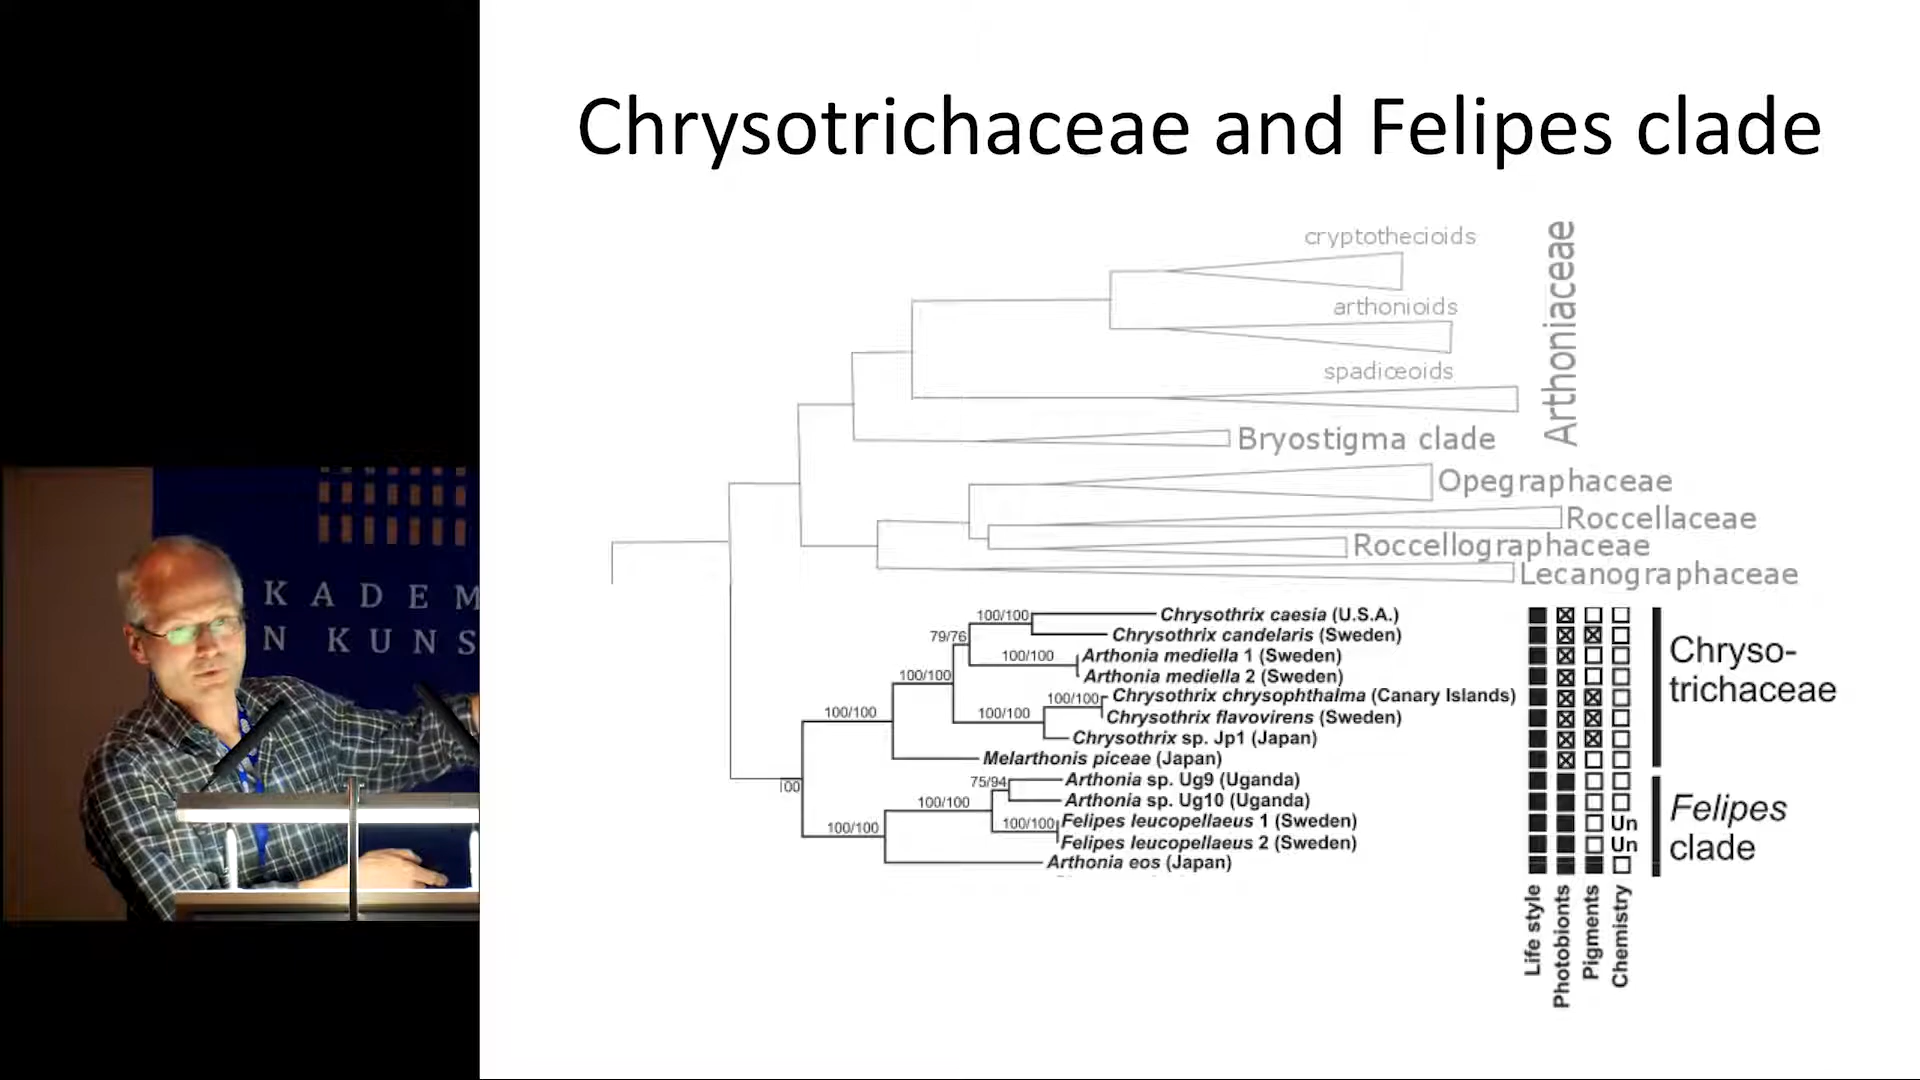 Chrysotrichaceae and Felipes clade
cryptothecioids
arthonioids
spadiceoids
Arthoniaceae
Bryostigma clade
Opegraphaceae
Roccellaceae
Roccellographaceae
Lecanographaceae
100/100
Chrysothrix caesia (U.S.A.)
79/76
Chrysothrix candelaris (Sweden)
100/100
Arthonia mediella 1 (Sweden)
100/100
Arthonia mediella 2 (Sweden)
100/100
Chrysothrix chrysophthalma (Canary Islands)
100/100
100/100
Chrysothrix flavovirens (Sweden)
Chrysothrix sp. Jp1 (Japan)
Melarthonis piceae (Japan)
75/94
Arthonia sp. Ug9 (Uganda)
100/100
Arthonia sp. Ug10 (Uganda)
100/100
100/100
Felipes leucopellaeus 1 (Sweden)
Un
Felipes leucopellaeus 2 (Sweden)
Un
Arthonia eos (Japan)
Chryso-
trichaceae
Felipes
clade
Life style
Photobionts
Pigments
Chemistry
KADEM
N KUNS